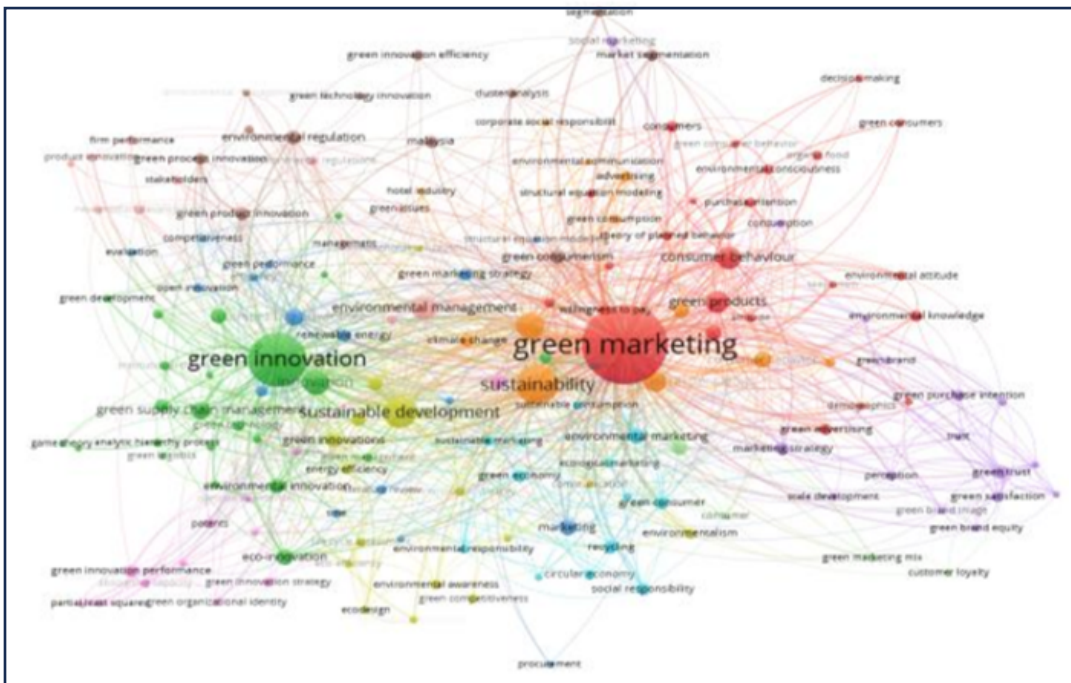 segmentation
social marketing
green innovation efficiency
market segmentation
decision making
green technology innovation
cluster analysis
corporate social responsibilit
consumers
green consumers
firm performance
environmental regulation
malaysia
green consumer behavior
product innovation
green process innovation
environmental communication
organic food
stakeholders
advertising
environmental consciousness
hotel industry
structural equation modeling
green product innovation
green issues
purchase intention
green consumption
consumption
evaluation
competitiveness
management
structural equation modelling
theory of planned behavior
green performance
green consumerism
consumer behaviour
open innovation
green marketing strategy
environmental attitude
green development
environmental management
willingness to pay
green products
environmental knowledge
renewable energy
climate change
green marketing
green innovation
innovation
sustainability
green brand
green supply chain management
sustainable development
sustainable consumption
demographics
green purchase intention
green technology
green advertising
game theory
analytic hierarchy process
green innovations
sustainable marketing
environmental marketing
trust
green logistics
green management
ecological marketing
marketing strategy
energy efficiency
green economy
perception
green trust
environmental innovation
communication
scale development
green satisfaction
green consumer
green brand image
patents
marketing
consumer
green brand equity
environmentalism
eco-innovation
environmental responsibility
recycling
green marketing mix
green innovation performance
circular economy
customer loyalty
green innovation strategy
environmental awareness
social responsibility
partial least squares
green organizational identity
green competitiveness
ecodesign
procurement